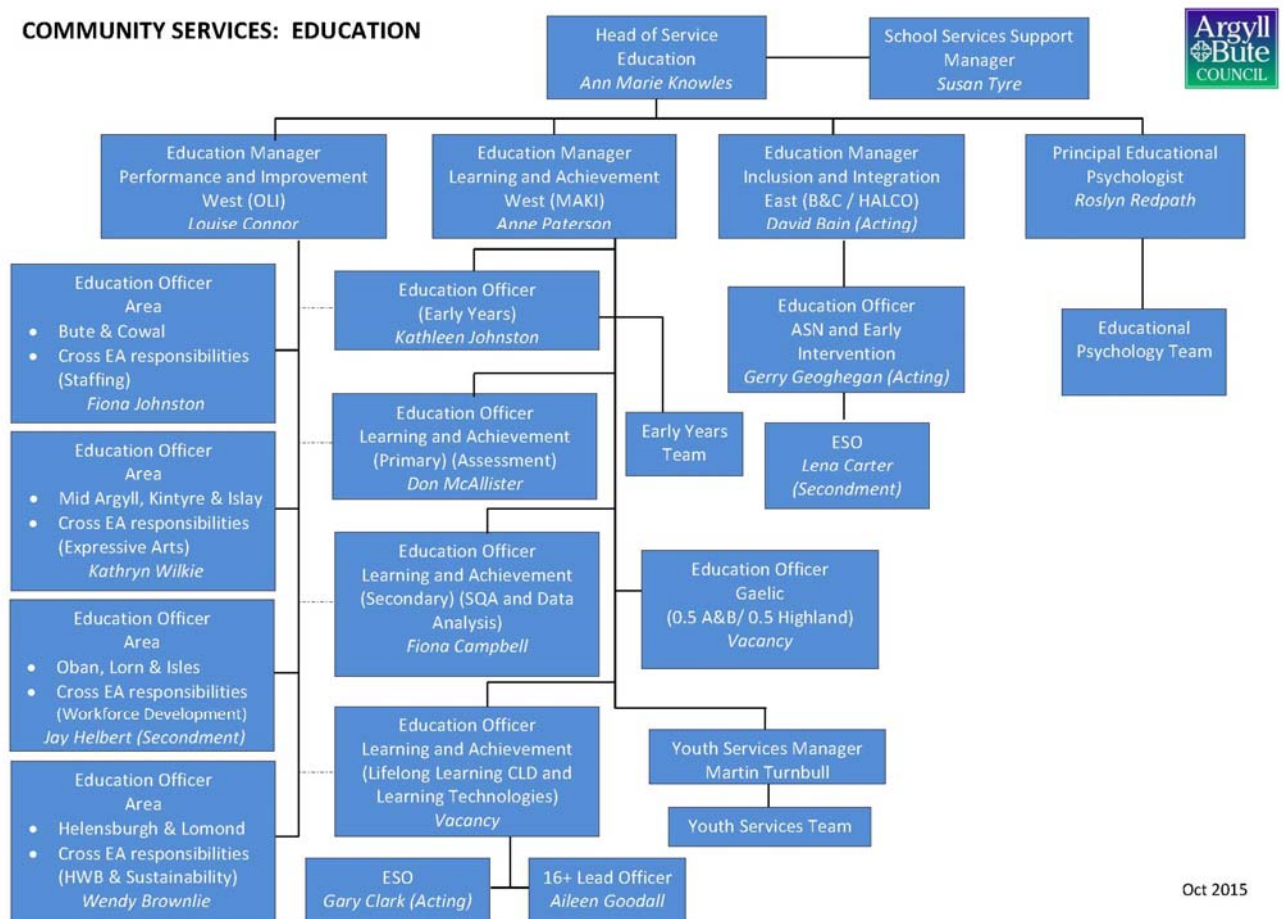 COMMUNITY SERVICES: EDUCATION
Head of Service
Education
Ann Marie Knowles
School Services Support
Manager
Susan Tyre
Argyll
Bute
COUNCIL
Education Manager
Performance and Improvement
West (OLI)
Louise Connor
Education Manager
Learning and Achievement
West (MAKI)
Anne Paterson
Education Manager
Inclusion and Integration
East (B&C / HALCO)
David Bain (Acting)
Principal Educational
Psychologist
Roslyn Redpath
Education Officer
Area
• Bute & Cowal
• Cross EA responsibilities
(Staffing)
Fiona Johnston
Education Officer
Area
• Mid Argyll, Kintyre & Islay
• Cross EA responsibilities
(Expressive Arts)
Kathryn Wilkie
Education Officer
Area
• Oban, Lorn & Isles
• Cross EA responsibilities
(Workforce Development)
Jay Helbert (Secondment)
Education Officer
Area
• Helensburgh & Lomond
• Cross EA responsibilities
(HWB & Sustainability)
Wendy Brownlie
Education Officer
(Early Years)
Kathleen Johnston
Education Officer
Learning and Achievement
(Primary) (Assessment)
Don McAllister
Education Officer
Learning and Achievement
(Secondary) (SQA and Data
Analysis)
Fiona Campbell
Education Officer
Learning and Achievement
(Lifelong Learning CLD and
Learning Technologies)
Vacancy
ESO
Gary Clark (Acting)
16+ Lead Officer
Aileen Goodall
Early Years
Team
Education Officer
Gaelic
(0.5 A&B/ 0.5 Highland)
Vacancy
Youth Services Manager
Martin Turnbull
Youth Services Team
Education Officer
ASN and Early
Intervention
Gerry Geoghegan (Acting)
ESO
Lena Carter
(Secondment)
Educational
Psychology Team
Oct 2015